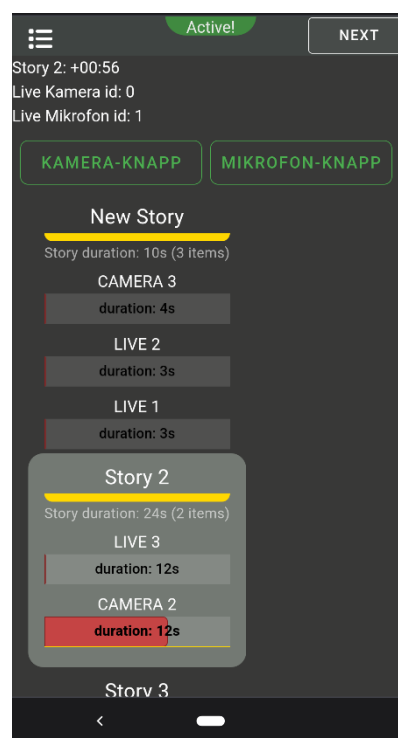 Active!
NEXT
Story 2: +00:56
Live Kamera id: 0
Live Mikrofon id: 1
KAMERA-KNAPP
MIKROFON-KNAPP
New Story
Story duration: 10s (3 items)
CAMERA 3
duration: 4s
LIVE 2
duration: 3s
LIVE 1
duration: 3s
Story 2
Story duration: 24s (2 items)
LIVE 3
duration: 12s
CAMERA 2
duration: 12s
Story 3